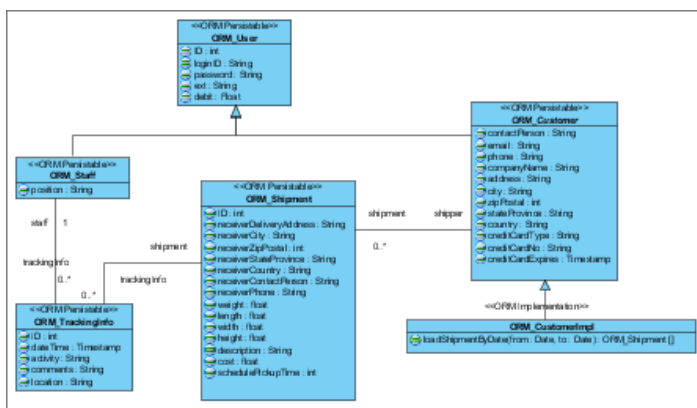 <<ORM Persistable>>
ORM_User
ID : int
loginID : String
password : String
ext : String
debit : Float
<<ORM Persistable>>
ORM_Customer
contactPerson : String
email : String
phone : String
companyName : String
address : String
city : String
zipPostal : int
stateProvince : String
country : String
creditCardType : String
creditCardNo : String
creditCardExpires : Timestamp
<<ORM Persistable>>
ORM_Staff
position : String
<<ORM Persistable>>
ORM_Shipment
ID : int
receiverDeliveryAddress : String
receiverCity : String
receiverZipPostal : int
receiverStateProvince : String
receiverCountry : String
receiverContactPerson : String
receiverPhone : String
weight : float
length : float
width : float
height : float
description : String
cost : float
schedulePickupTime : int
staff 1
trackingInfo
0..*
shipment
trackingInfo
0..*
shipment shipper
0..*
<<ORM Persistable>>
ORM_TrackingInfo
ID : int
dateTime : Timestamp
activity : String
comments : String
location : String
<<ORM Implementation>>
ORM_CustomerImpl
loadShipmentByDate(from : Date, to : Date) : ORM_Shipment[]